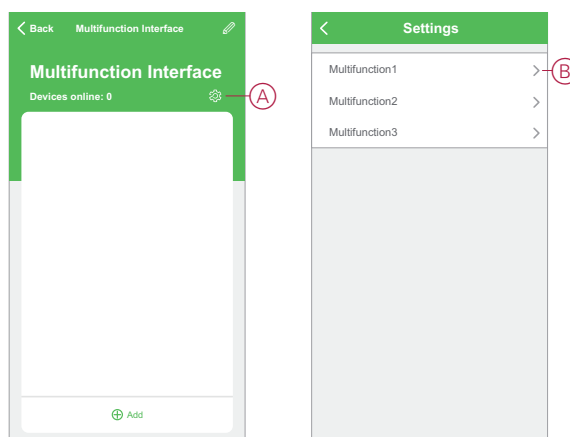 Back Multifunction Interface
Multifunction Interface
Devices online: 0
A
Add
Settings
Multifunction1
B
Multifunction2
Multifunction3